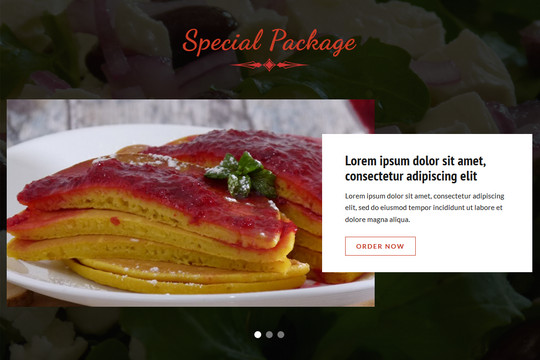 Special Package
Lorem ipsum dolor sit amet,
consectetur adipiscing elit
Lorem ipsum dolor sit amet, consectetur adipiscing
elit, sed do eiusmod tempor incididunt ut labore et
dolore magna aliqua.
ORDER NOW